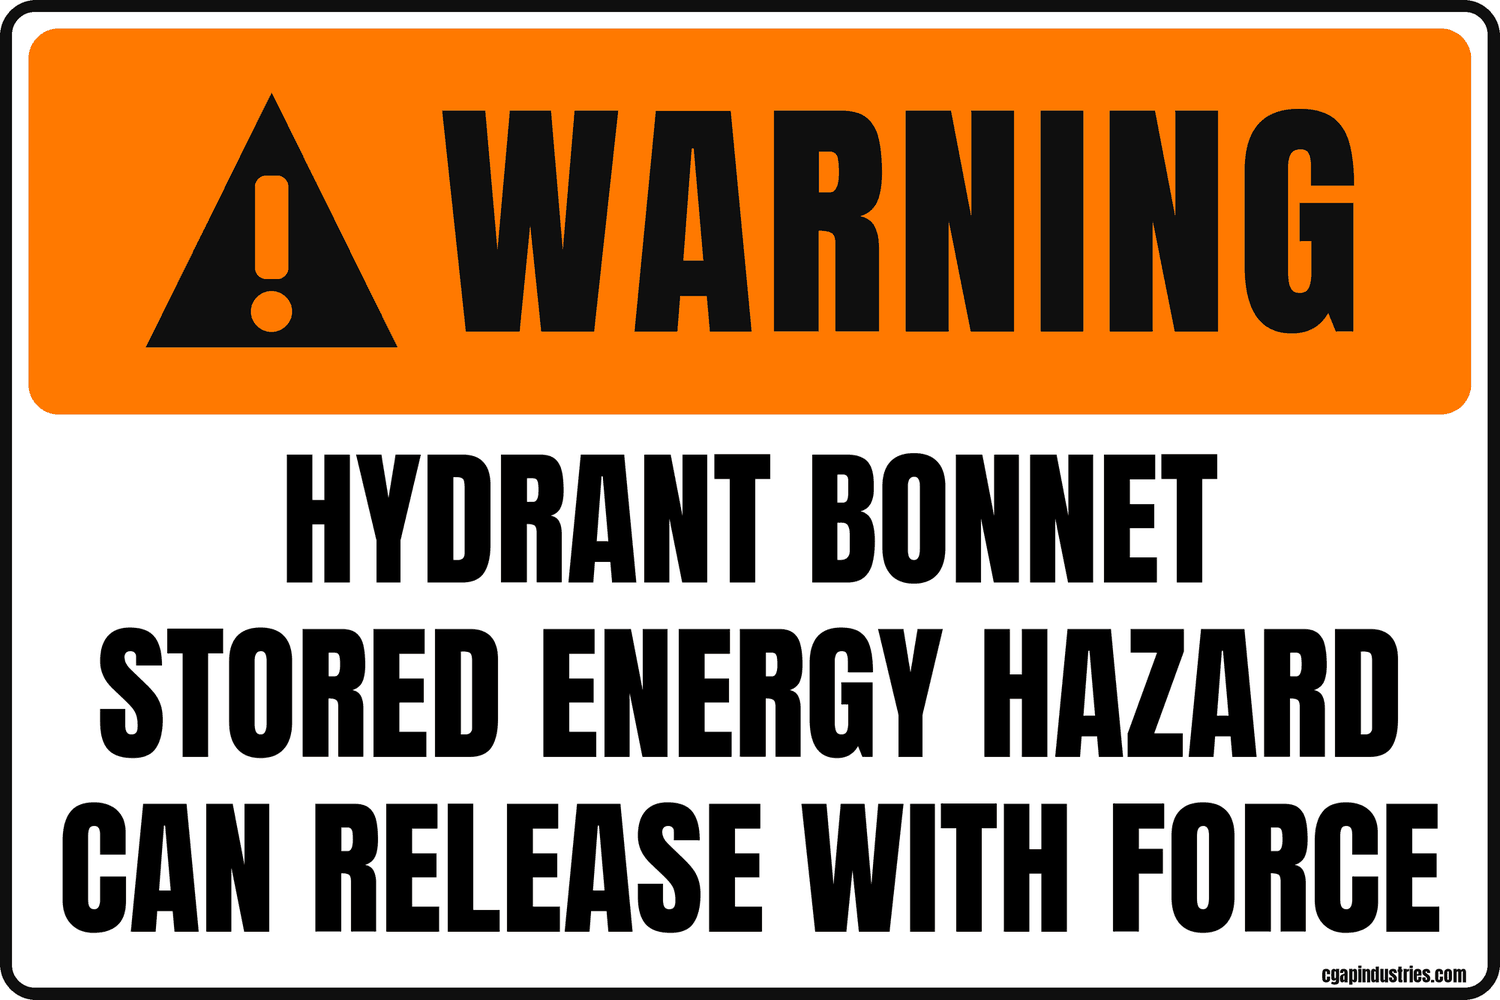 WARNING
HYDRANT BONNET
STORED ENERGY HAZARD
CAN RELEASE WITH FORCE
cgapindustries.com